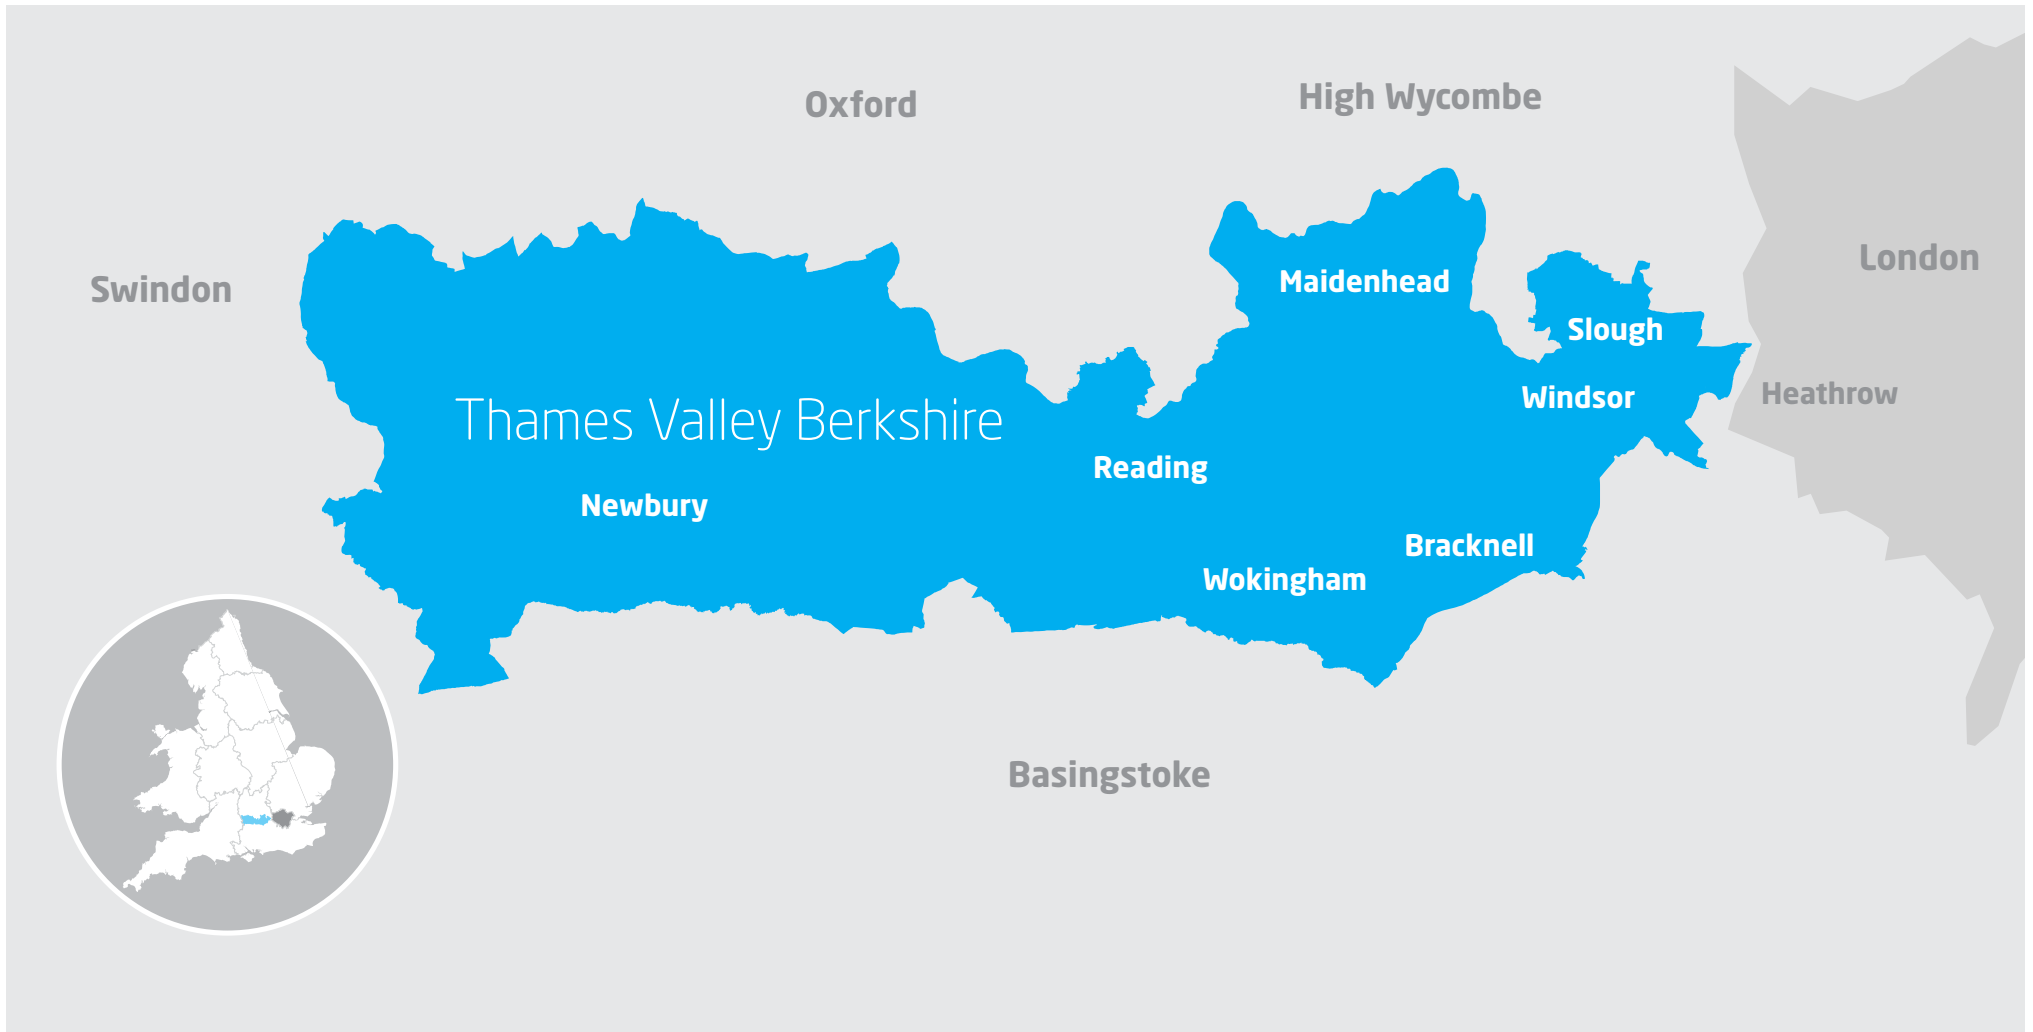 High Wycombe
Oxford
London
Maidenhead
Swindon
Slough
Heathrow
Windsor
Thames Valley Berkshire
Reading
Newbury
Bracknell
Wokingham
Basingstoke